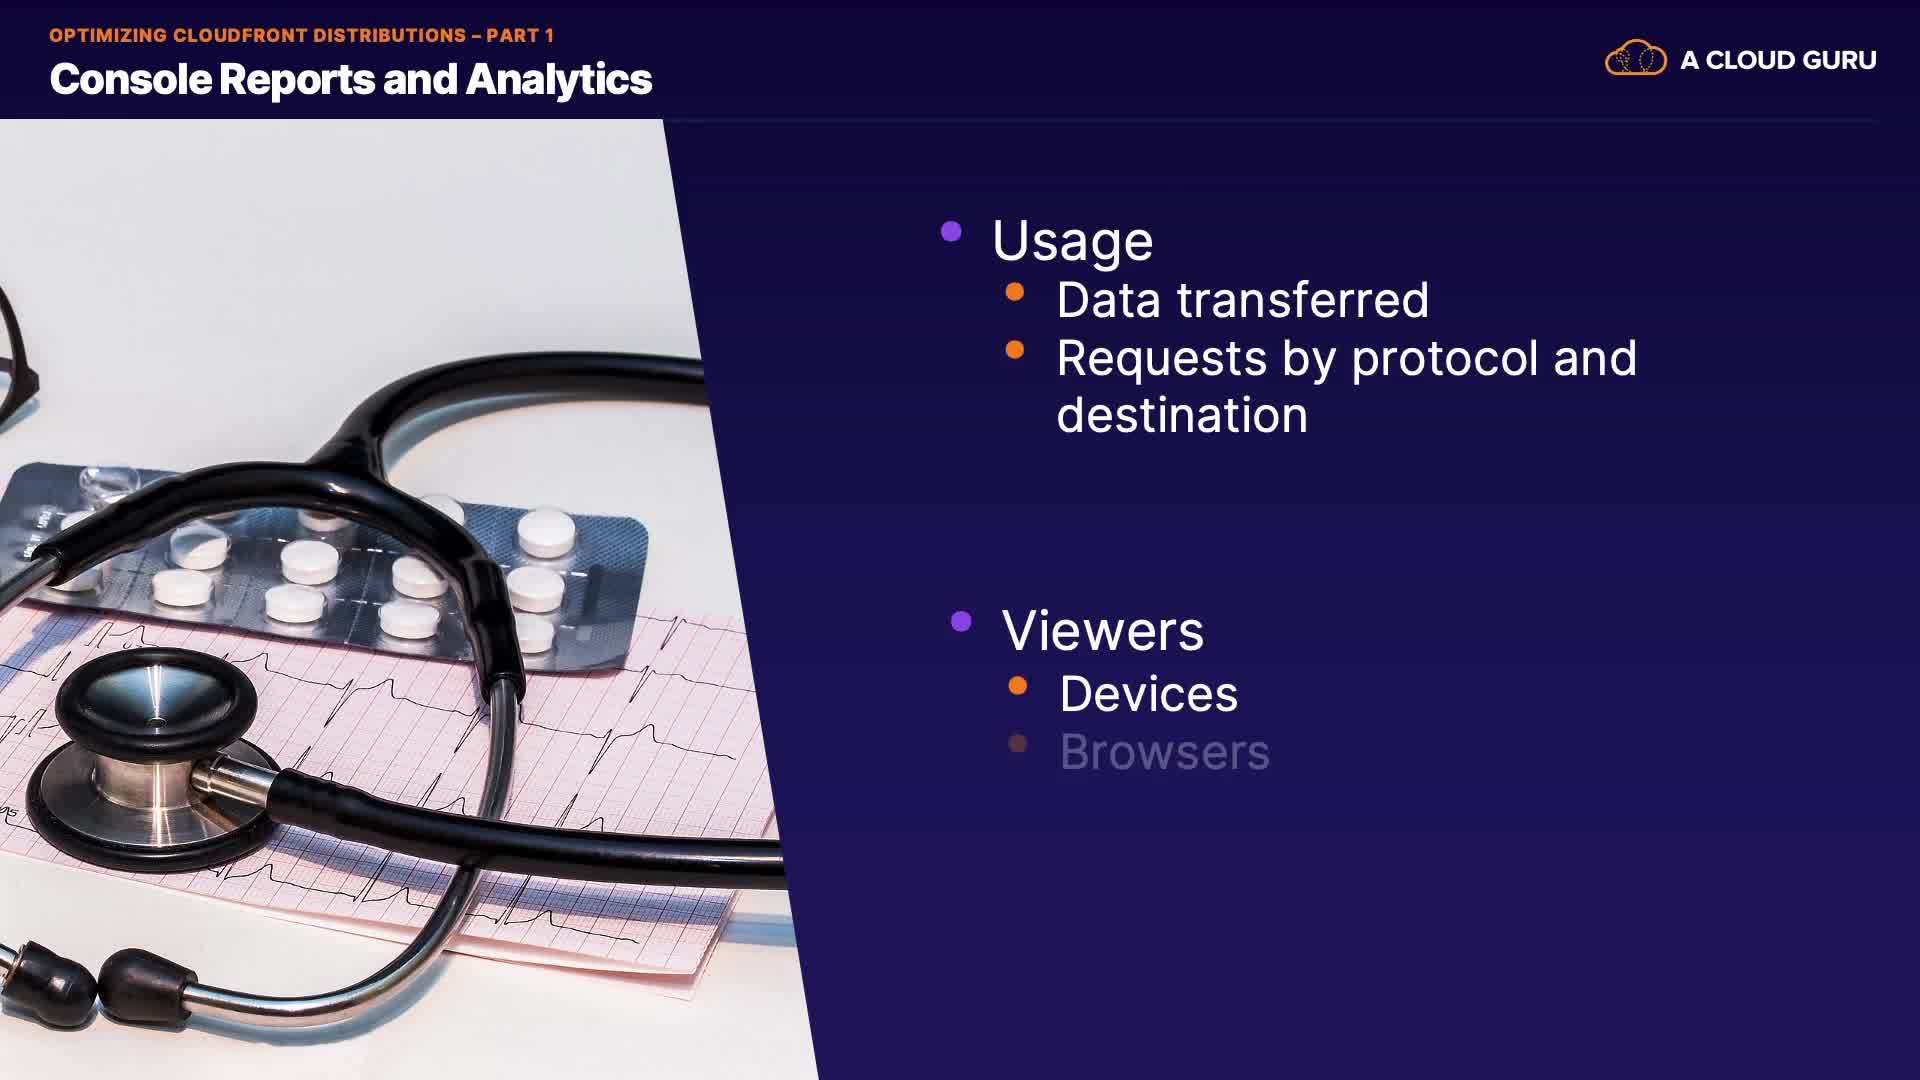 OPTIMIZING CLOUDFRONT DISTRIBUTIONS – PART 1
Console Reports and Analytics
A CLOUD GURU
Usage
Data transferred
Requests by protocol and
destination
Viewers
Devices
Browsers